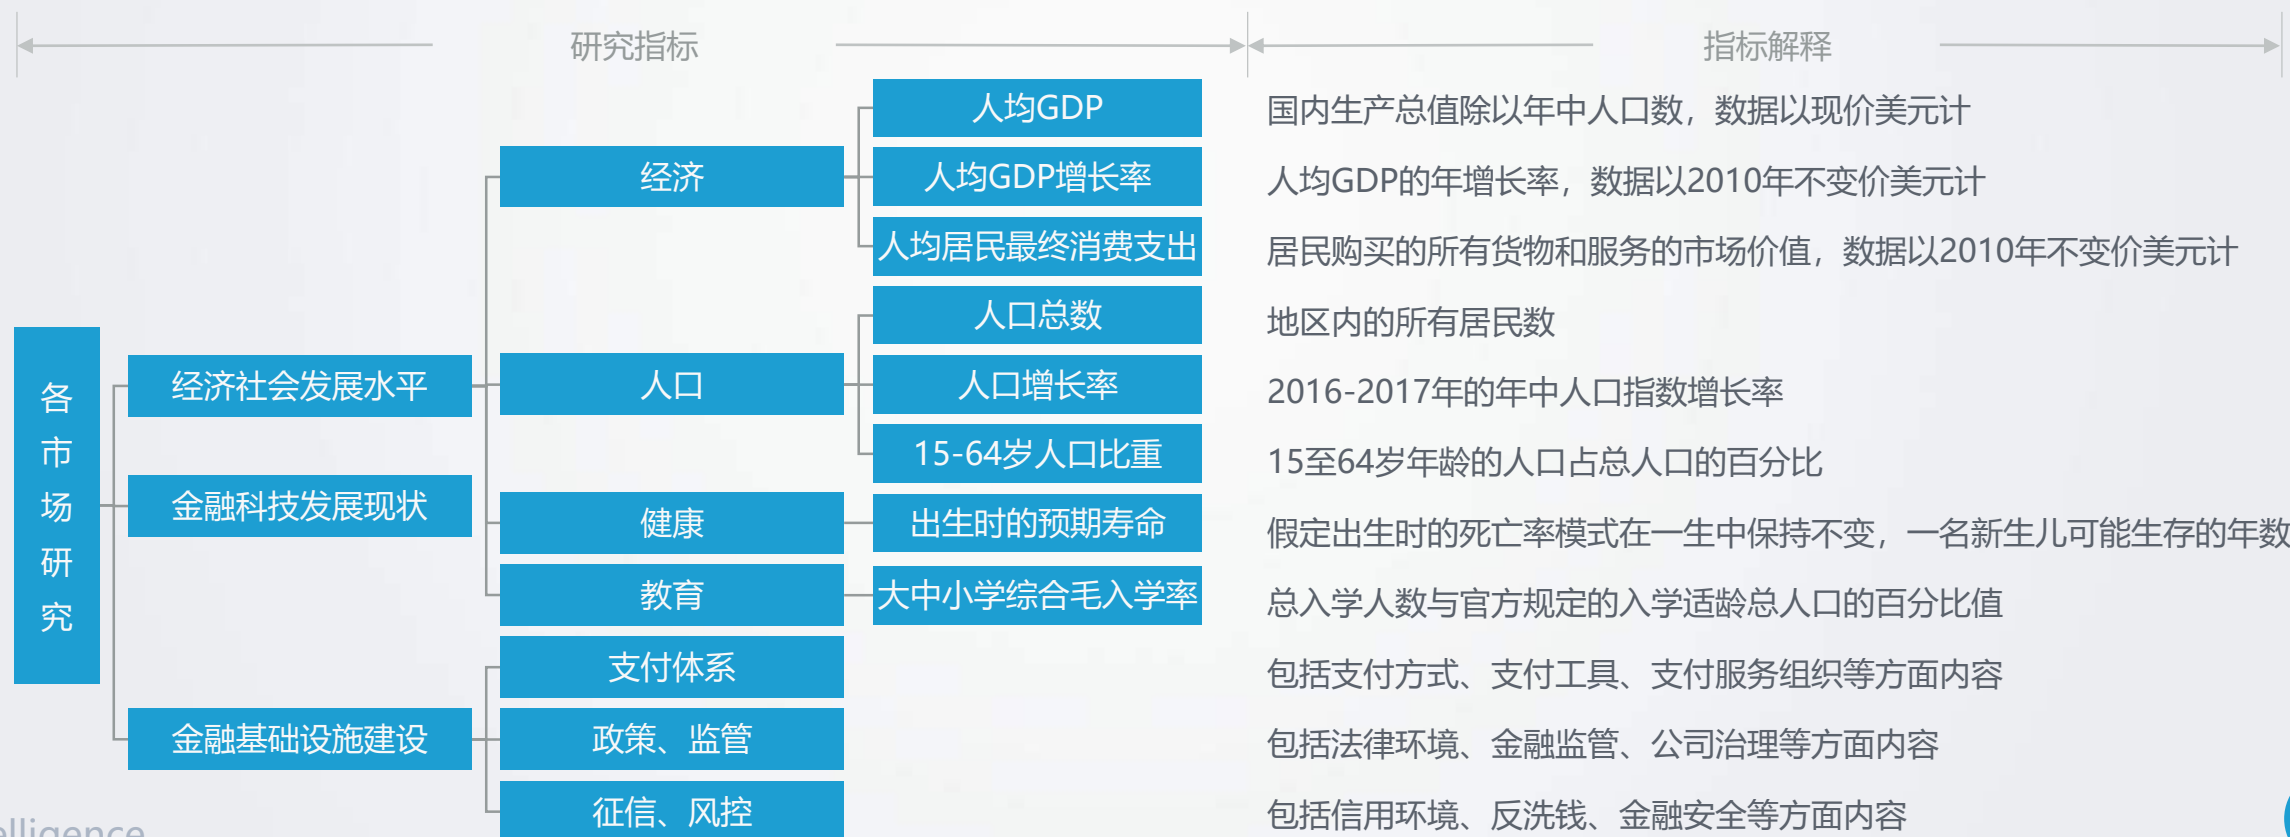 研究指标
指标解释
人均GDP
国内生产总值除以年中人口数，数据以现价美元计
经济
人均GDP增长率
人均GDP的年增长率，数据以2010年不变价美元计
人均居民最终消费支出
居民购买的所有货物和服务的市场价值，数据以2010年不变价美元计
人口总数
地区内的所有居民数
各市场研究
经济社会发展水平
人口
人口增长率
2016-2017年的年中人口指数增长率
15-64岁人口比重
15至64岁年龄的人口占总人口的百分比
金融科技发展现状
健康
出生时的预期寿命
假定出生时的死亡率模式在一生中保持不变，一名新生儿可能生存的年数
教育
大中小学综合毛入学率
总入学人数与官方规定的入学适龄总人口的百分比值
支付体系
包括支付方式、支付工具、支付服务组织等方面内容
金融基础设施建设
政策、监管
包括法律环境、金融监管、公司治理等方面内容
征信、风控
包括信用环境、反洗钱、金融安全等方面内容